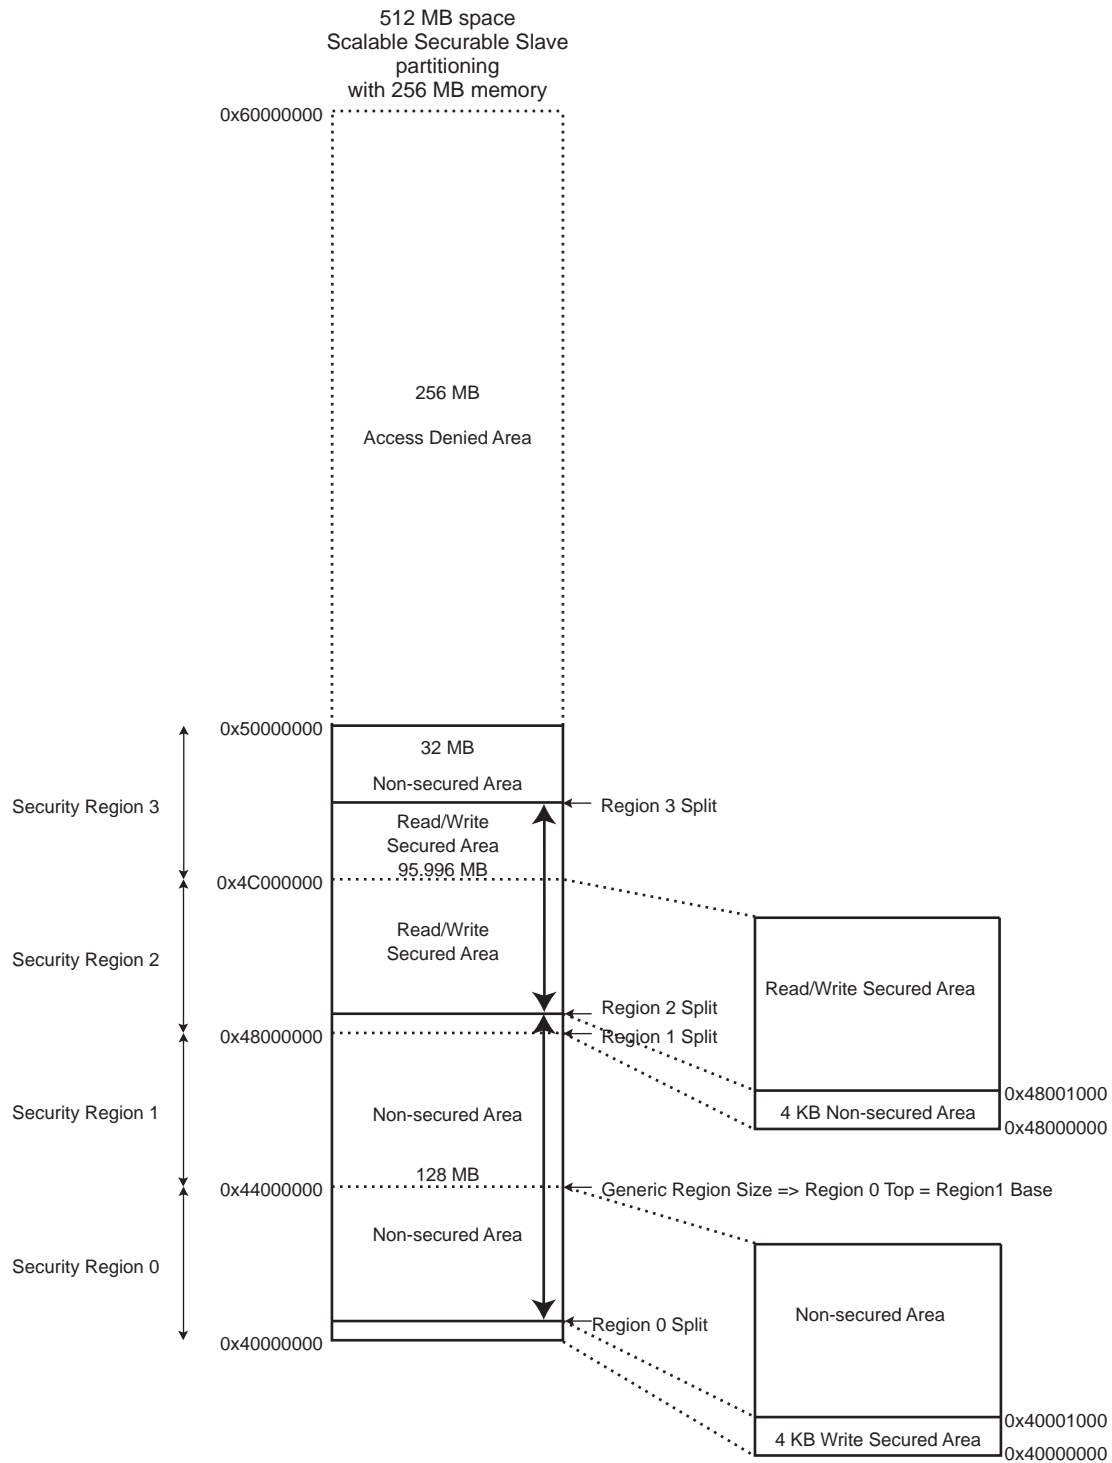 512 MB space
Scalable Securable Slave
partitioning
with 256 MB memory
0x60000000
256 MB
Access Denied Area
0x50000000
32 MB
Non-secured Area
Security Region 3
Region 3 Split
Read/Write
Secured Area
95.996 MB
0x4C000000
Read/Write
Secured Area
Security Region 2
Read/Write Secured Area
Region 2 Split
0x48000000
Region 1 Split
0x48001000
4 KB Non-secured Area
0x48000000
Security Region 1
Non-secured Area
128 MB
0x44000000
Generic Region Size => Region 0 Top = Region1 Base
Non-secured Area
Security Region 0
Non-secured Area
Region 0 Split
0x40000000
0x40001000
4 KB Write Secured Area
0x40000000